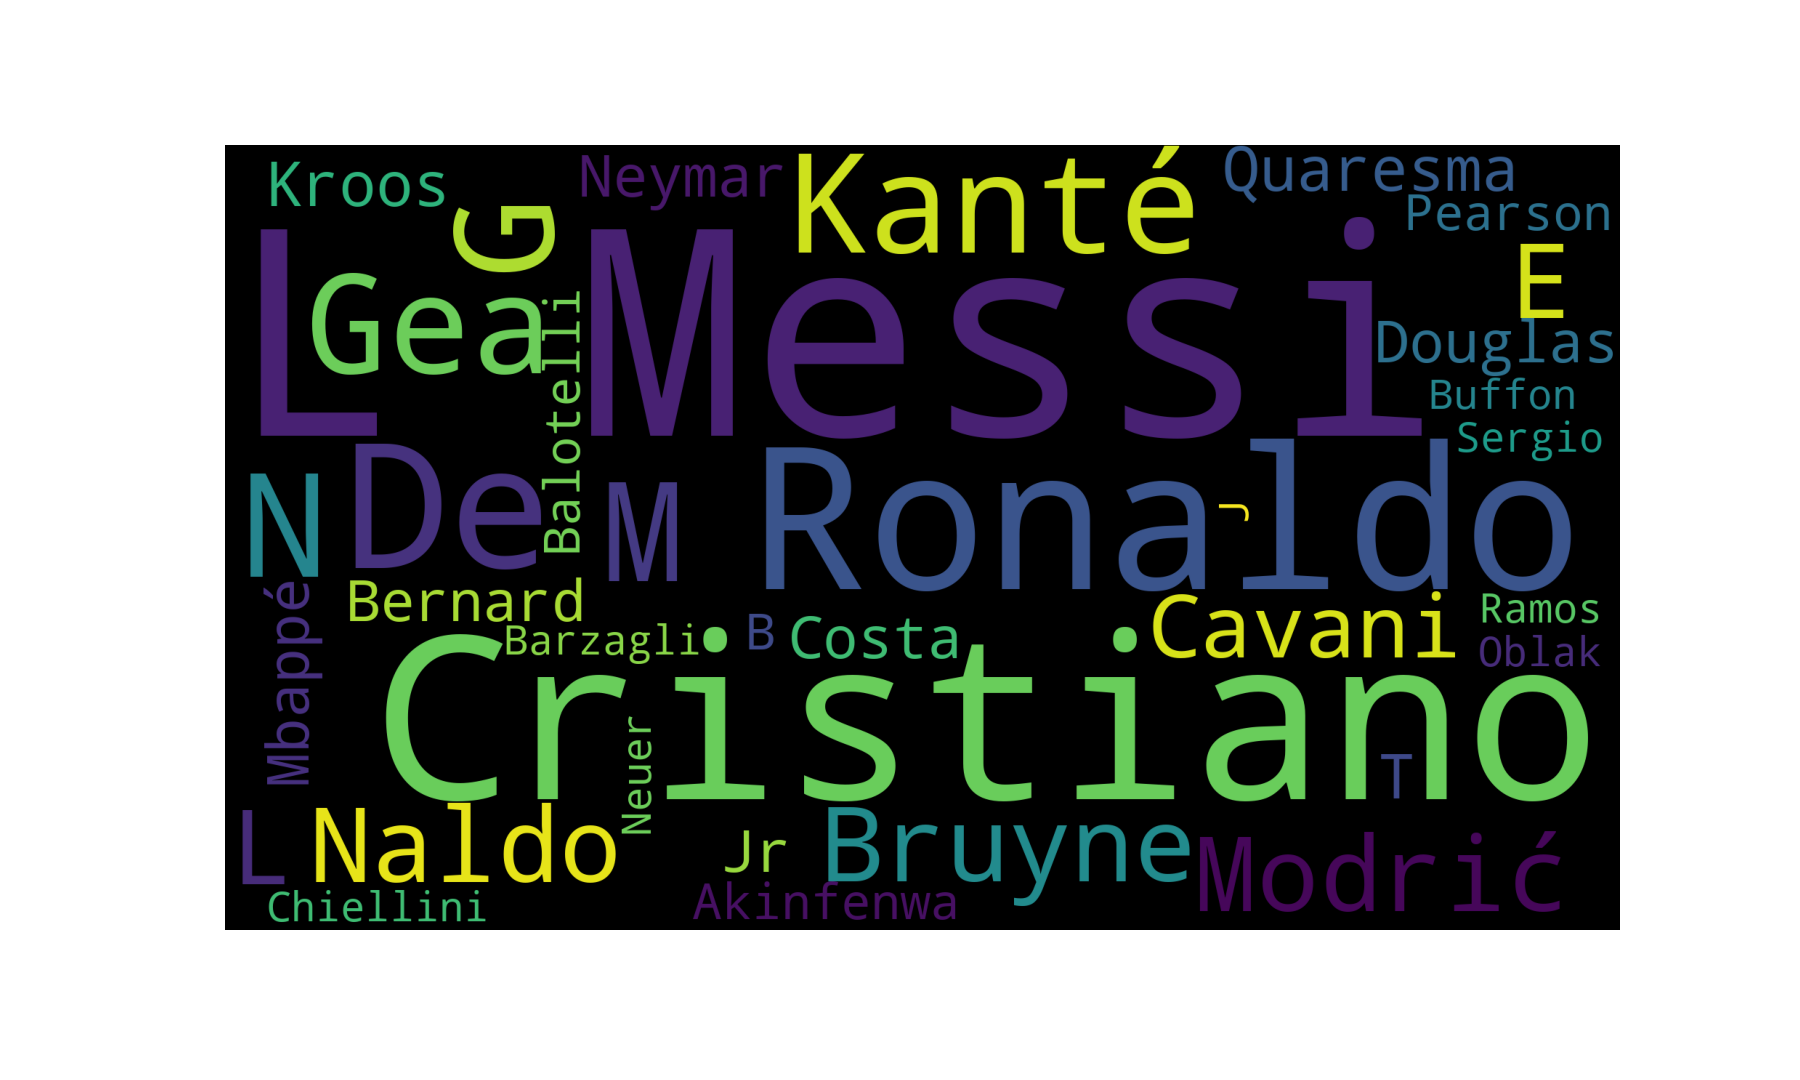 Kroos
Neymar
Kanté
Quaresma
Pearson
G
L
Messi
Gea
E
Douglas
Balotelli
Buffon
Sergio
N
De
M
Ronaldo
J
Mbappé
Bernard
Barzagli
B
Costa
Cavani
Ramos
Oblak
Cristiano
Neuer
T
L
Naldo
Jr
Bruyne
Modrić
Chiellini
Akinfenwa